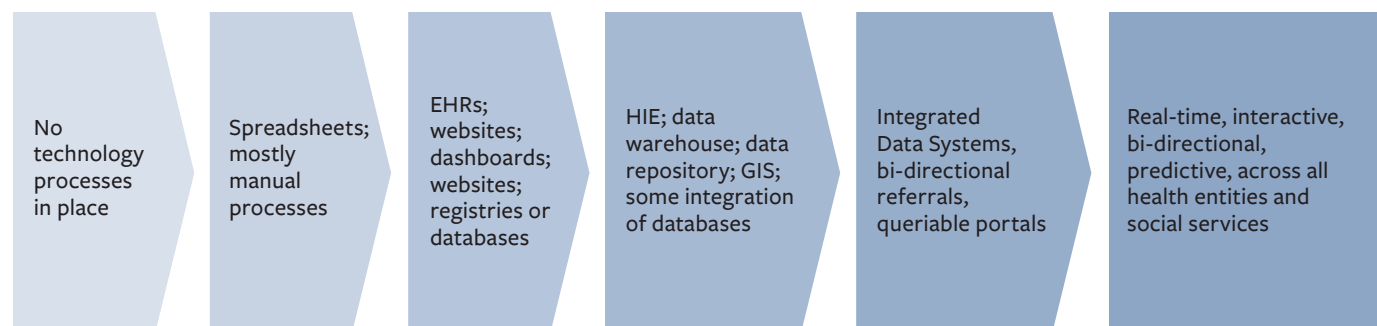 No
technology
processes
in place
Spreadsheets;
mostly
manual
processes
EHRs;
websites;
dashboards;
websites;
registries or
databases
HIE; data
warehouse; data
repository; GIS;
some integration
of databases
Integrated
Data Systems,
bi-directional
referrals,
queriable portals
Real-time, interactive,
bi-directional,
predictive, across all
health entities and
social services